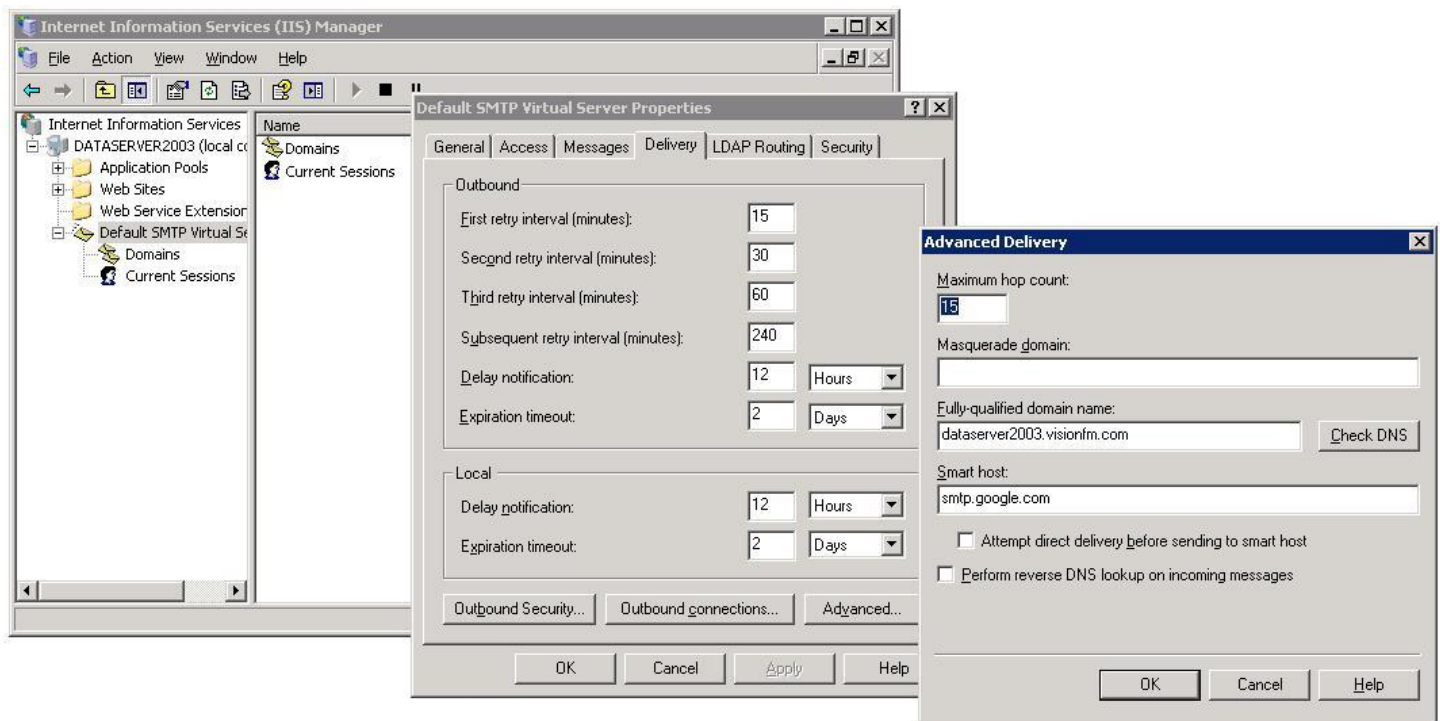 Internet Information Services (IIS) Manager
File Action View Window Help
Internet Information Services
DATASERVER2003 (local co
Application Pools
Web Sites
Web Service Extension
Default SMTP Virtual Se
Domains
Current Sessions
Name
Domains
Current Sessions
Default SMTP Virtual Server Properties
General Access Messages Delivery LDAP Routing Security
Outbound
First retry interval (minutes): 15
Second retry interval (minutes): 30
Third retry interval (minutes): 60
Subsequent retry interval (minutes): 240
Delay notification: 12 Hours
Expiration timeout: 2 Days
Local
Delay notification: 12 Hours
Expiration timeout: 2 Days
Outbound Security... Outbound connections... Advanced...
OK Cancel Apply Help
Advanced Delivery
Maximum hop count:
15
Masquerade domain:
Fully-qualified domain name:
dataserver2003.visionfm.com Check DNS
Smart host:
smtp.google.com
Attempt direct delivery before sending to smart host
Perform reverse DNS lookup on incoming messages
OK Cancel Help